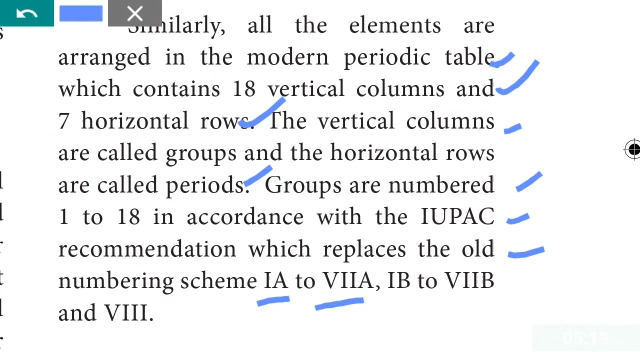 Similarly, all the elements are
arranged in the modern periodic table
which contains 18 vertical columns and
7 horizontal rows. The vertical columns
are called groups and the horizontal rows
are called periods. Groups are numbered
1 to 18 in accordance with the IUPAC
recommendation which replaces the old
numbering scheme IA to VIIA, IB to VIIB
and VIII.